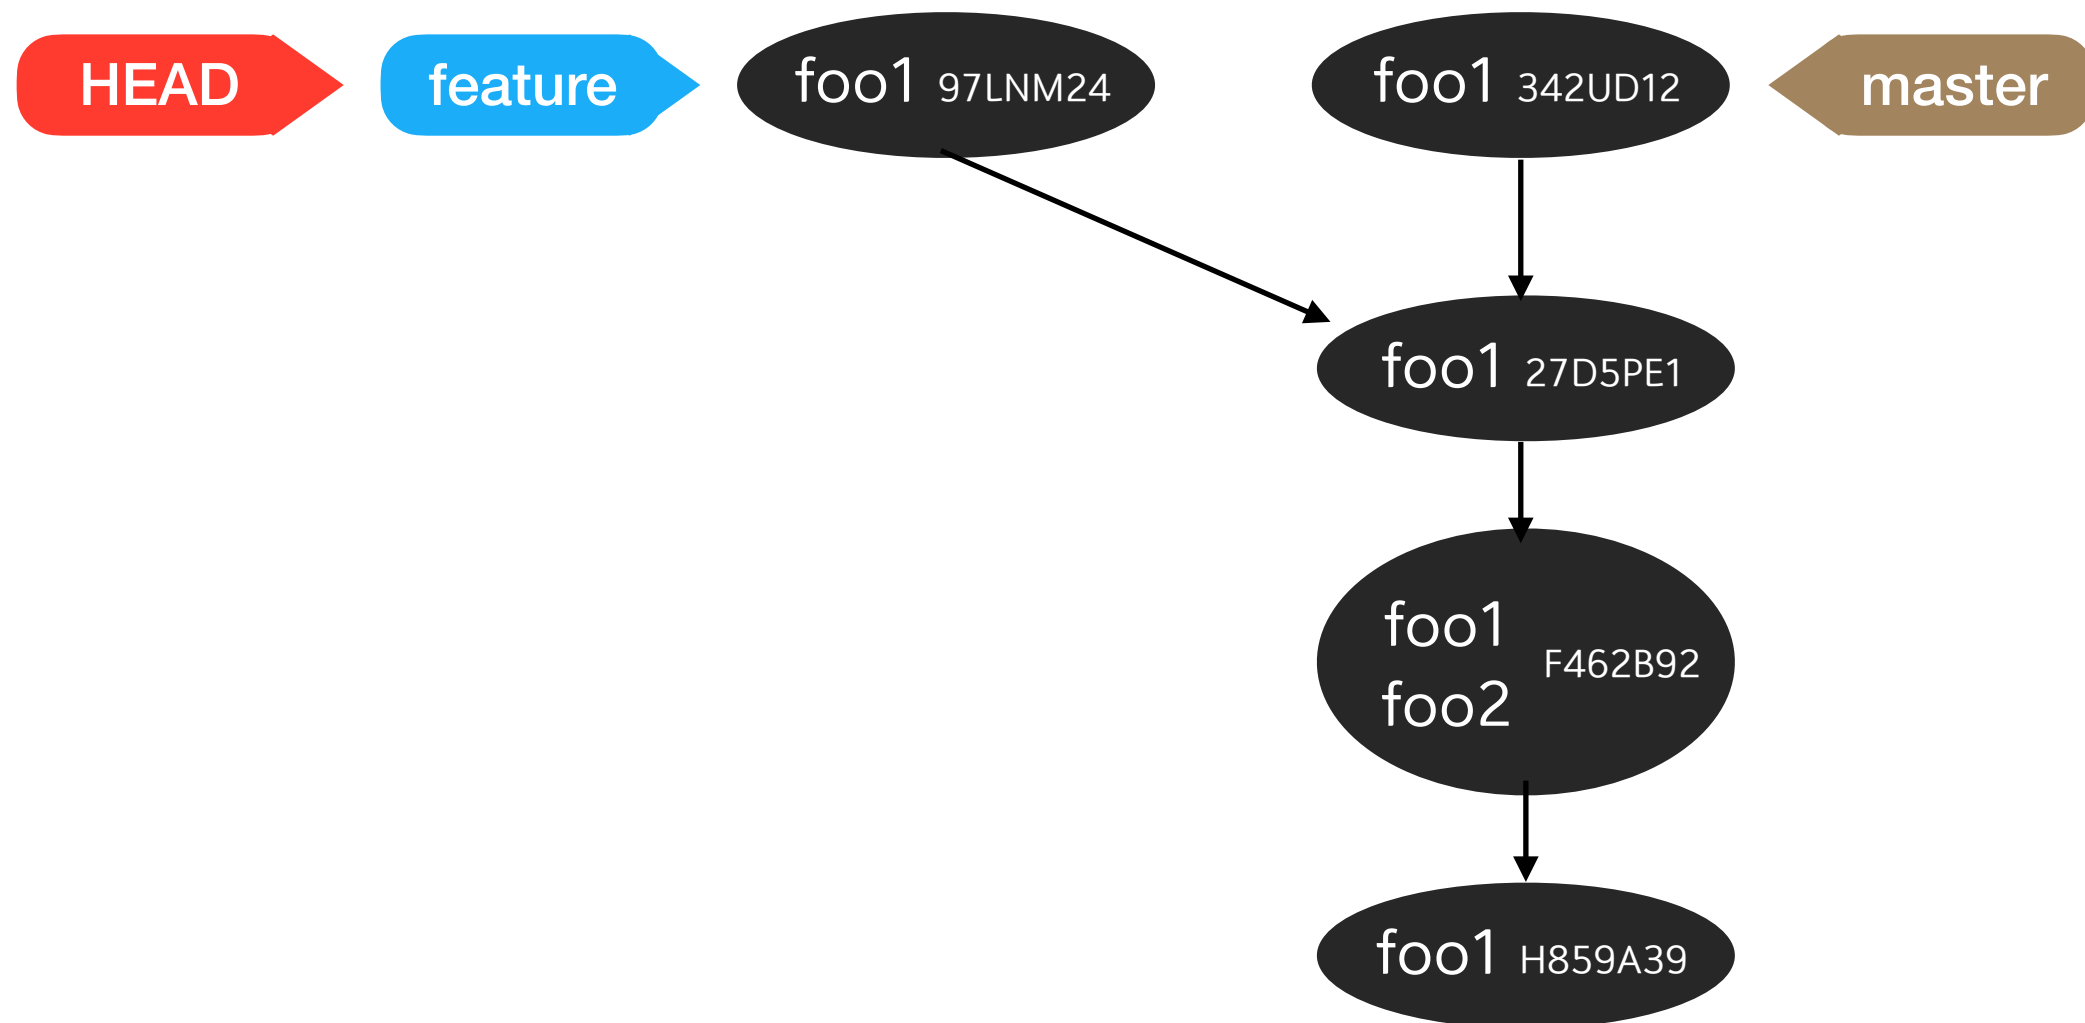 HEAD
feature
foo1 97LNM24
foo1 342UD12
master
foo1 27D5PE1
foo1
foo2
F462B92
foo1 H859A39